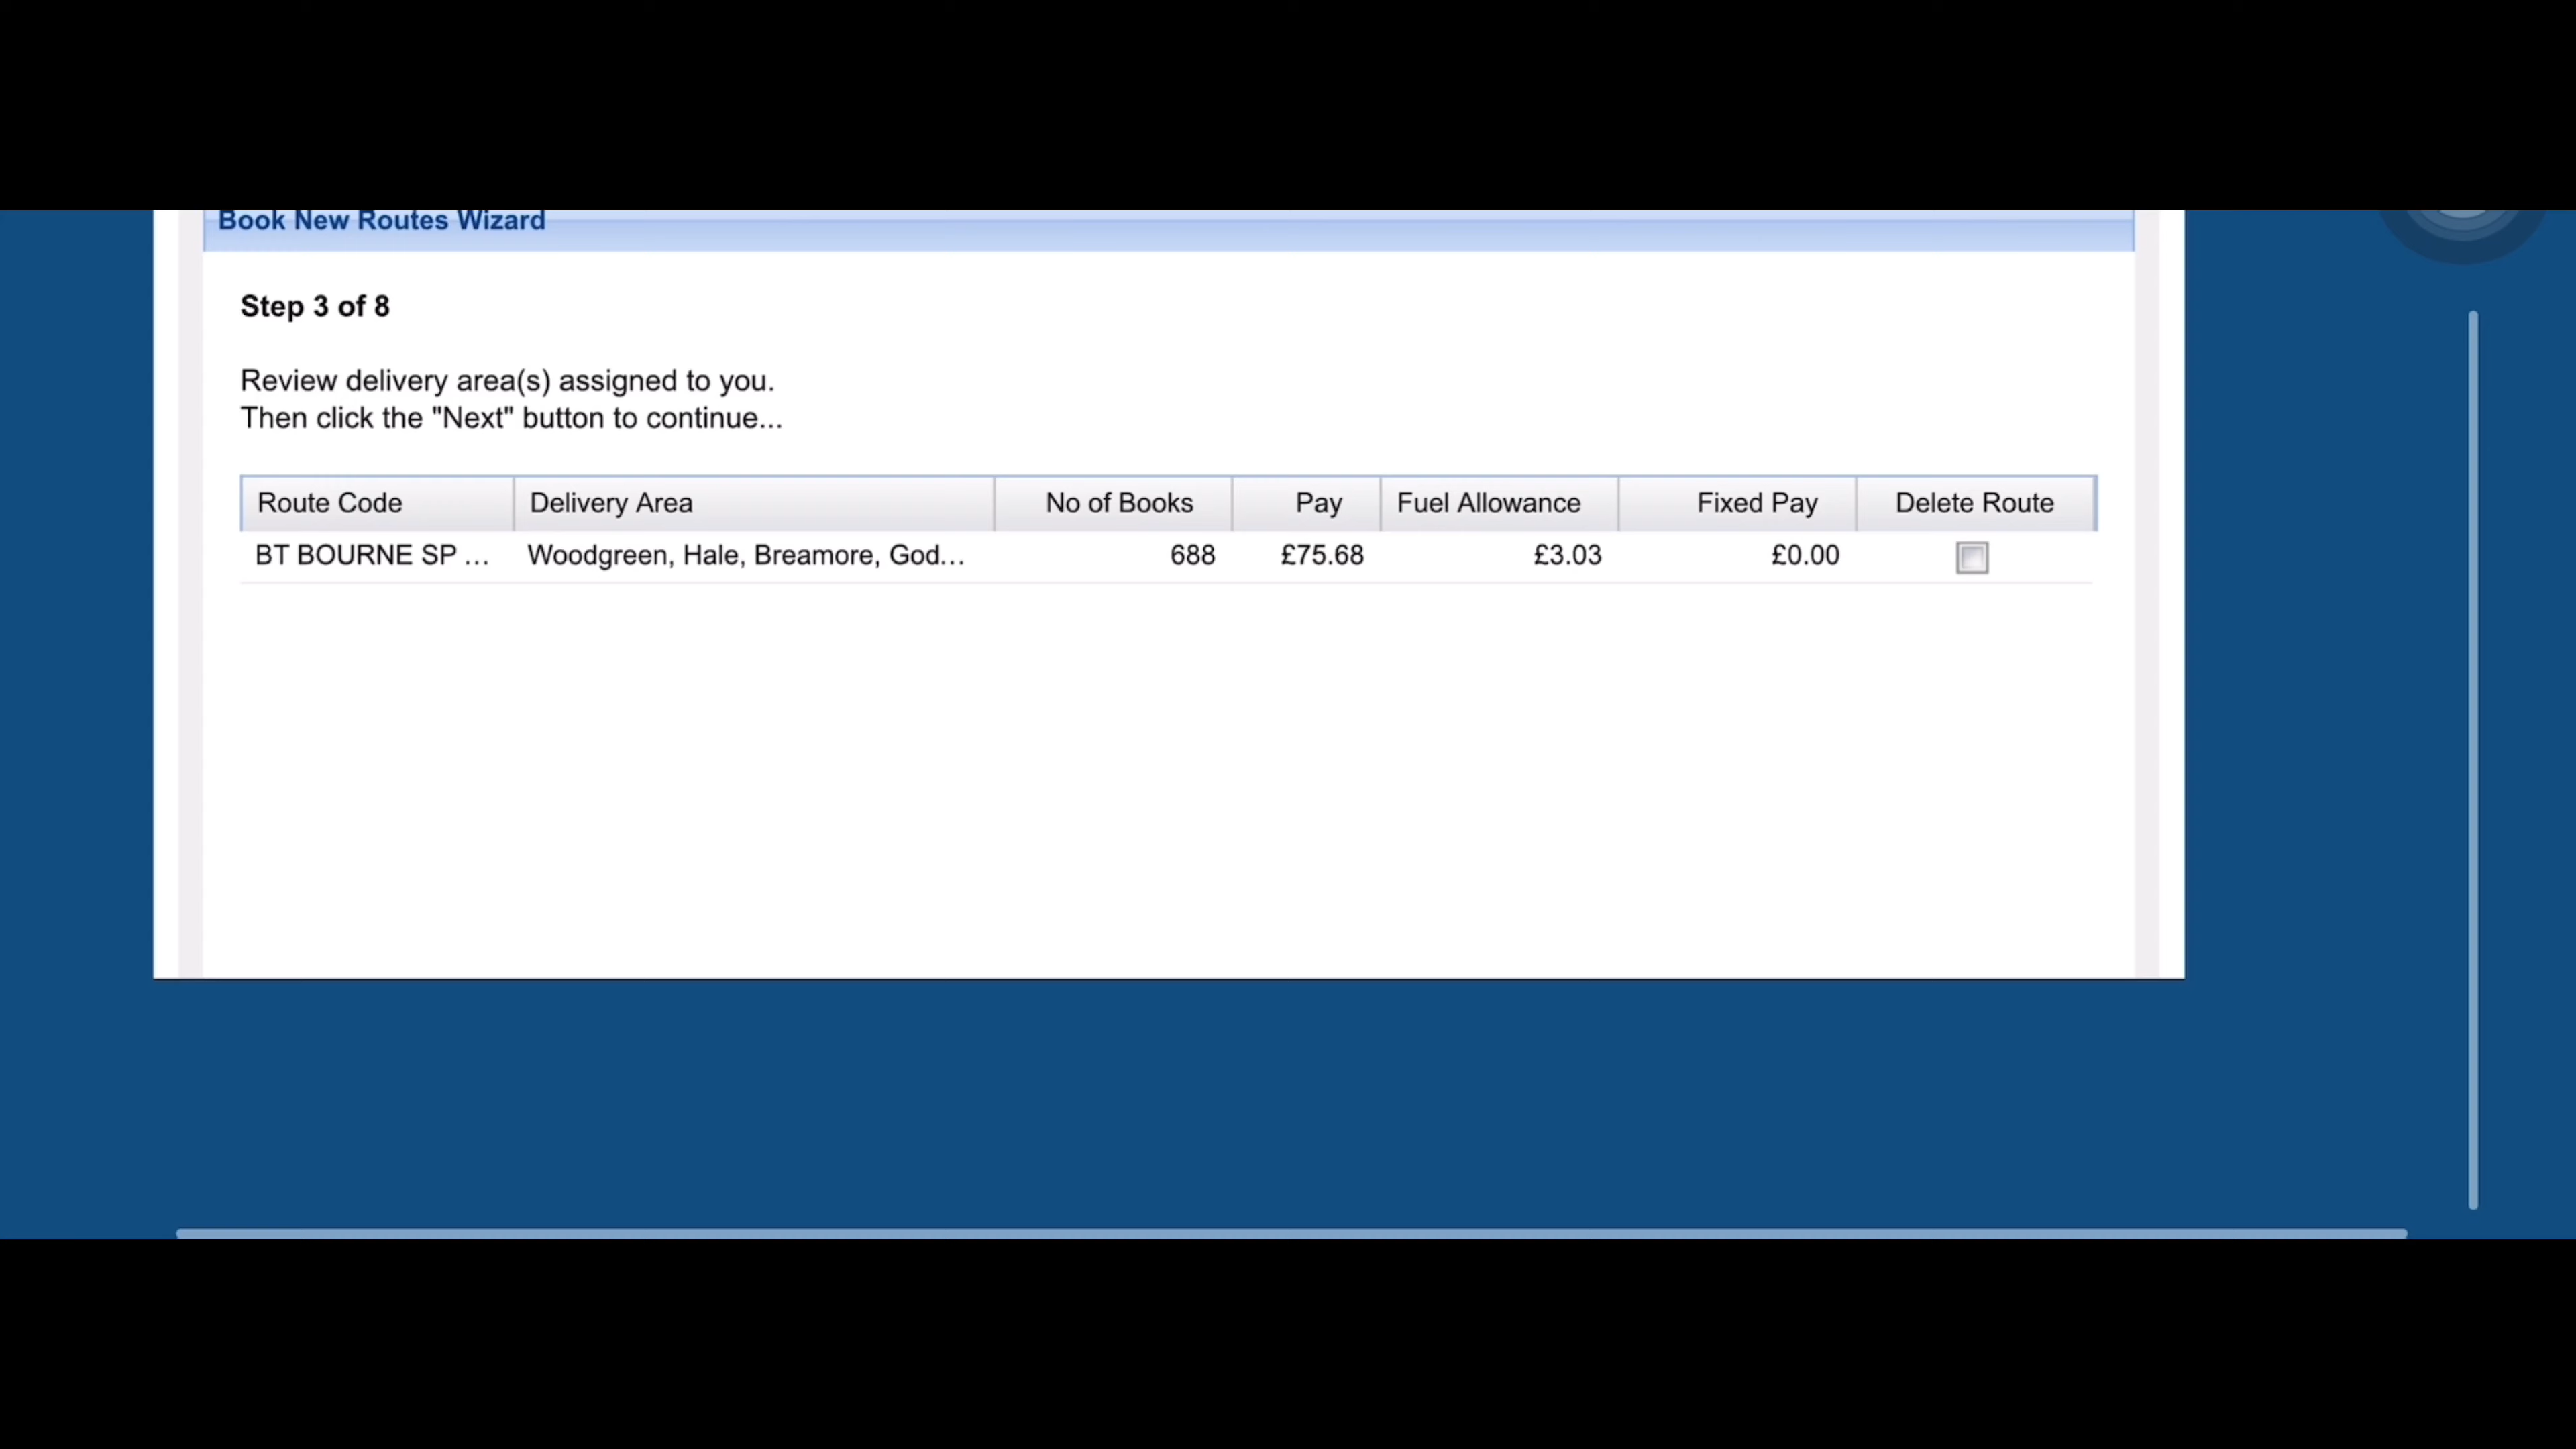 Book New Routes Wizard
Step 3 of 8
Review delivery area(s) assigned to you.
Then click the "Next" button to continue...
Route Code Delivery Area No of Books Pay Fuel Allowance Fixed Pay Delete Route
BT BOURNE SP ... Woodgreen, Hale, Breamore, God... 688 £75.68 £3.03 £0.00